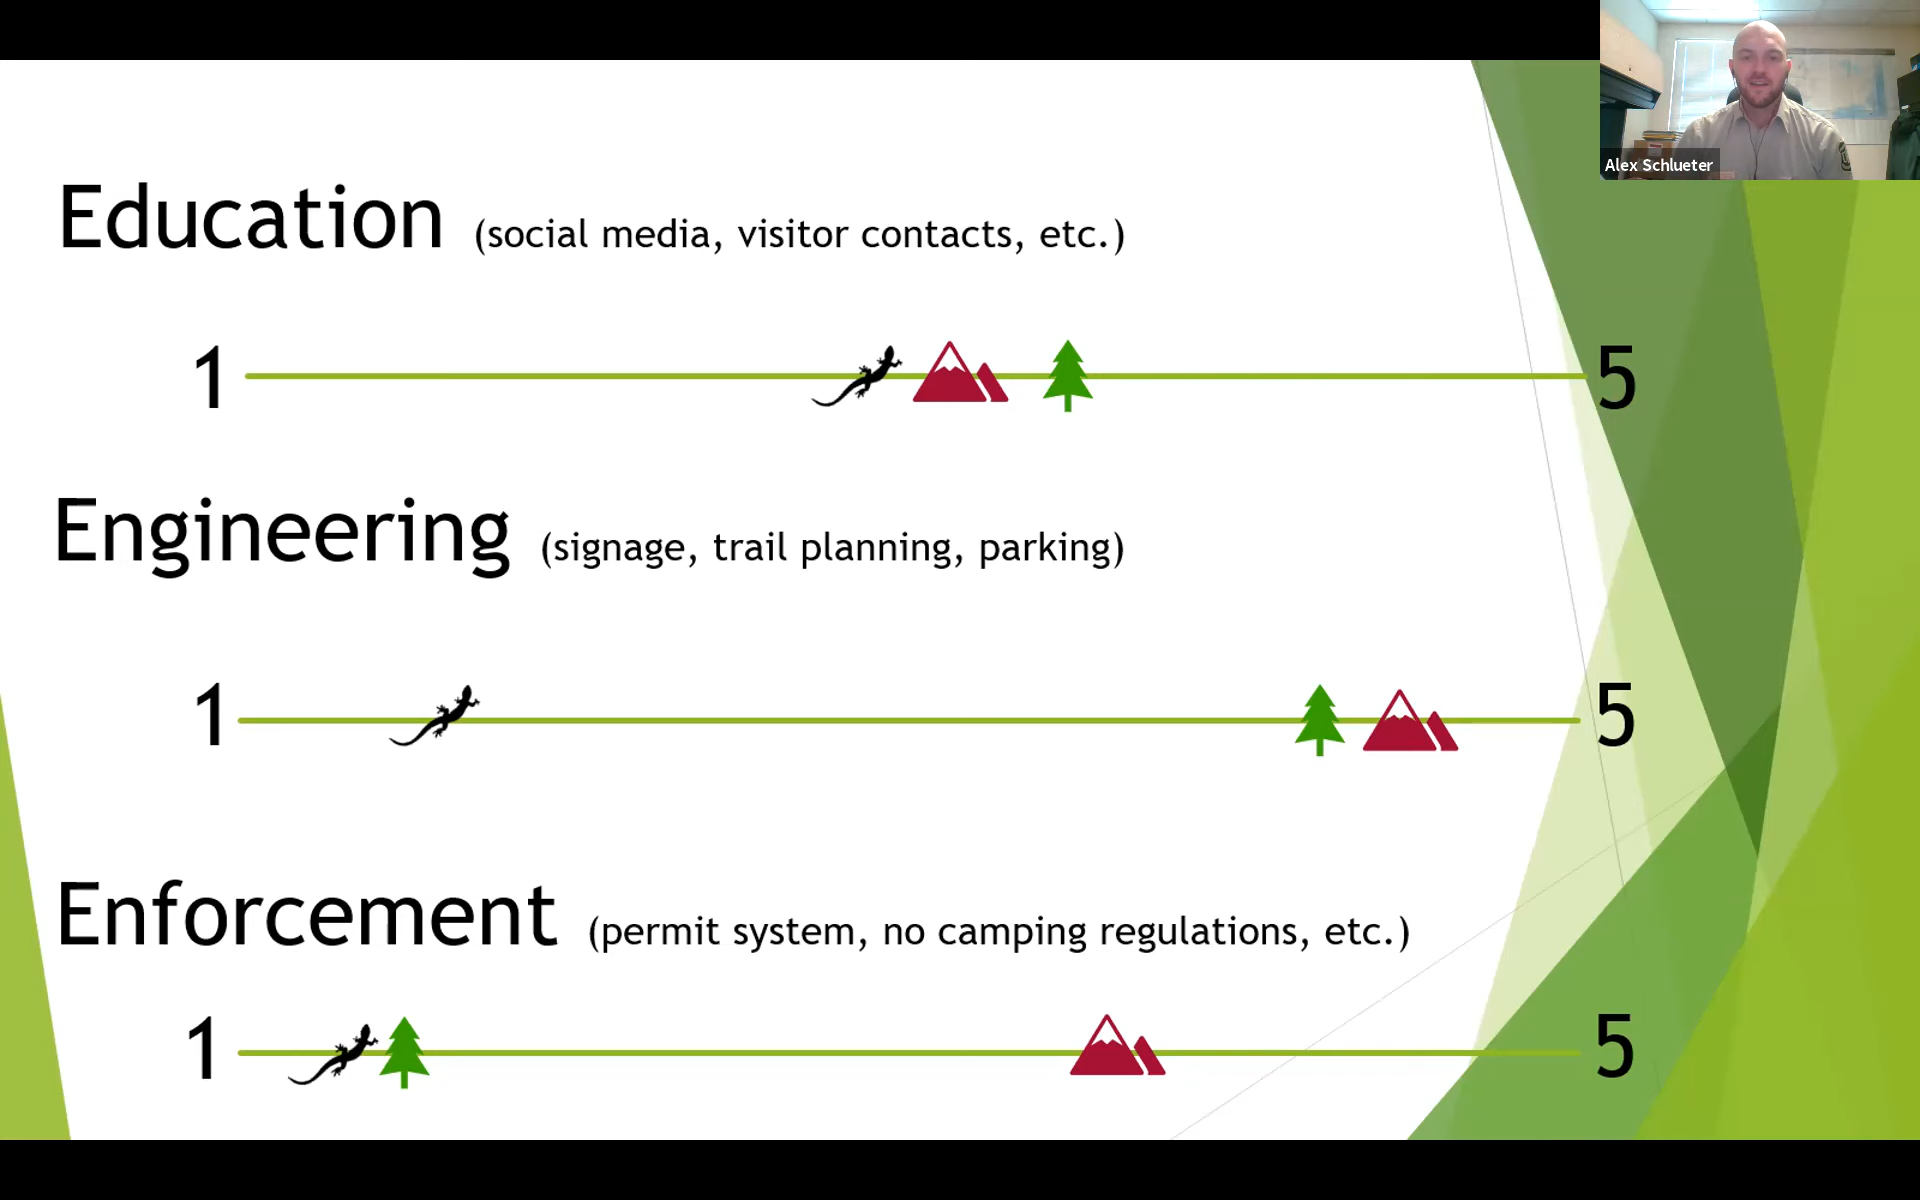 Alex Schlueter
Education (social media, visitor contacts, etc.)
1 5
Engineering (signage, trail planning, parking)
1 5
Enforcement (permit system, no camping regulations, etc.)
1 5